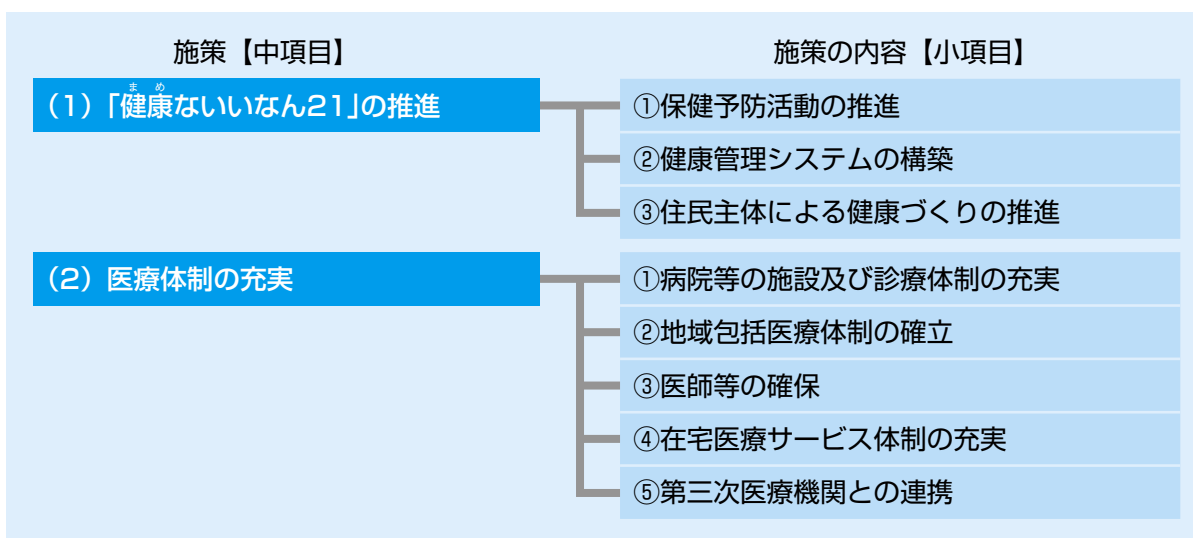 施策【中項目】 施策の内容【小項目】
まめ
(1)「健康ないいなん21」の推進
①保健予防活動の推進
②健康管理システムの構築
③住民主体による健康づくりの推進
(2)医療体制の充実
①病院等の施設及び診療体制の充実
②地域包括医療体制の確立
③医師等の確保
④在宅医療サービス体制の充実
⑤第三次医療機関との連携